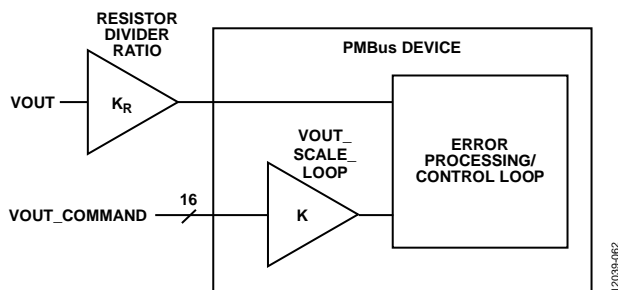 RESISTOR
DIVIDER
RATIO
PMBus DEVICE
VOUT
KR
VOUT_
SCALE_
LOOP
ERROR
PROCESSING/
CONTROL LOOP
16
VOUT_COMMAND
K
12039-062